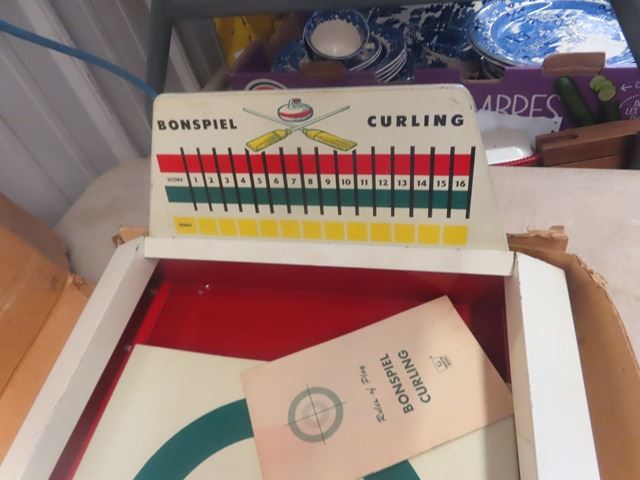 BONSPIEL CURLING
SCORE 1 2 3 4 5 6 7 8 9 10 11 12 13 14 15 16
Rules of Play
BONSPIEL
CURLING